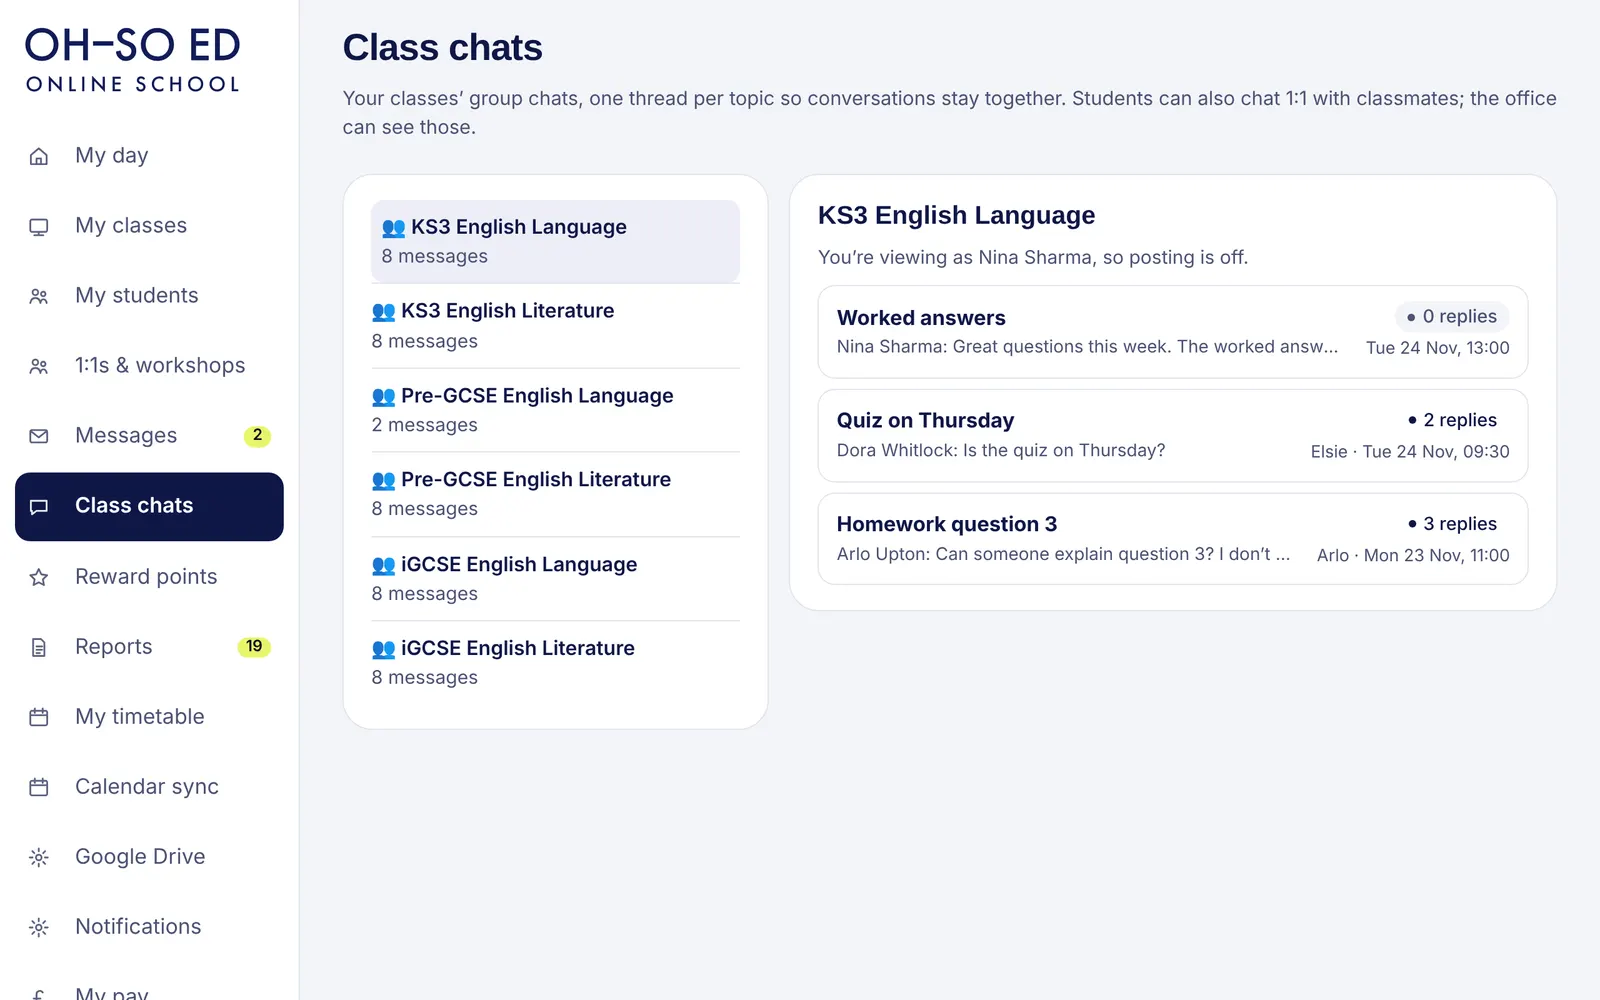 OH-SO ED
ONLINE SCHOOL
My day
My classes
My students
1:1s & workshops
Messages 2
Class chats
Reward points
Reports 19
My timetable
Calendar sync
Google Drive
Notifications
My pay
Class chats
Your classes’ group chats, one thread per topic so conversations stay together. Students can also chat 1:1 with classmates; the office
can see those.
KS3 English Language
8 messages
KS3 English Literature
8 messages
Pre-GCSE English Language
2 messages
Pre-GCSE English Literature
8 messages
iGCSE English Language
8 messages
iGCSE English Literature
8 messages
KS3 English Language
You’re viewing as Nina Sharma, so posting is off.
Worked answers • 0 replies
Nina Sharma: Great questions this week. The worked answ... Tue 24 Nov, 13:00
Quiz on Thursday • 2 replies
Dora Whitlock: Is the quiz on Thursday? Elsie · Tue 24 Nov, 09:30
Homework question 3 • 3 replies
Arlo Upton: Can someone explain question 3? I don’t ... Arlo · Mon 23 Nov, 11:00